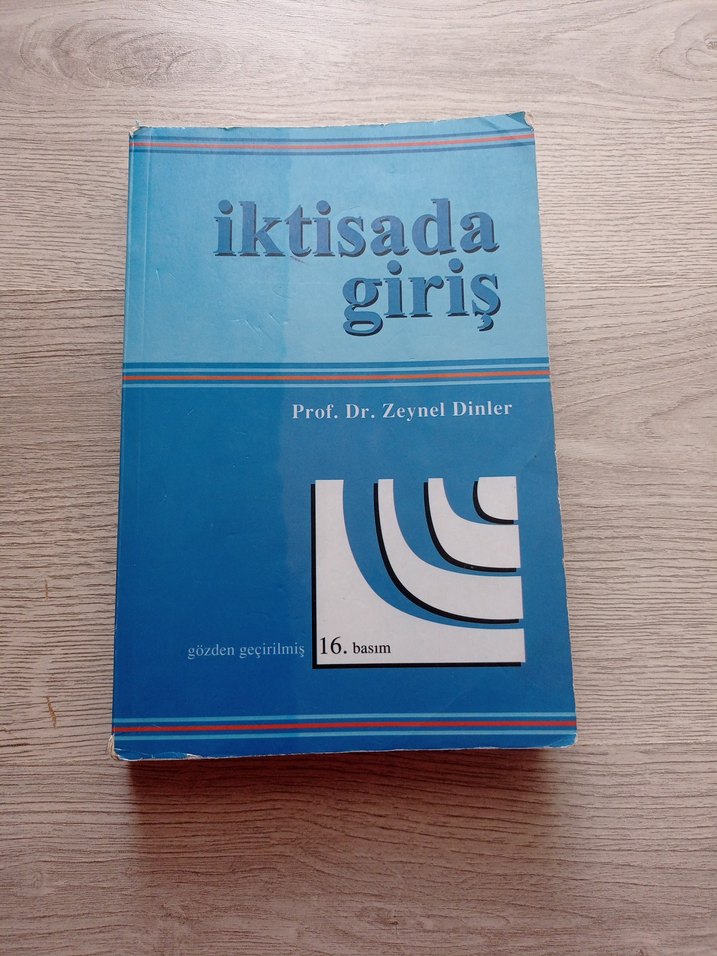 iktisada
giriş
Prof. Dr. Zeynel Dinler
gözden geçirilmiş 16. basım